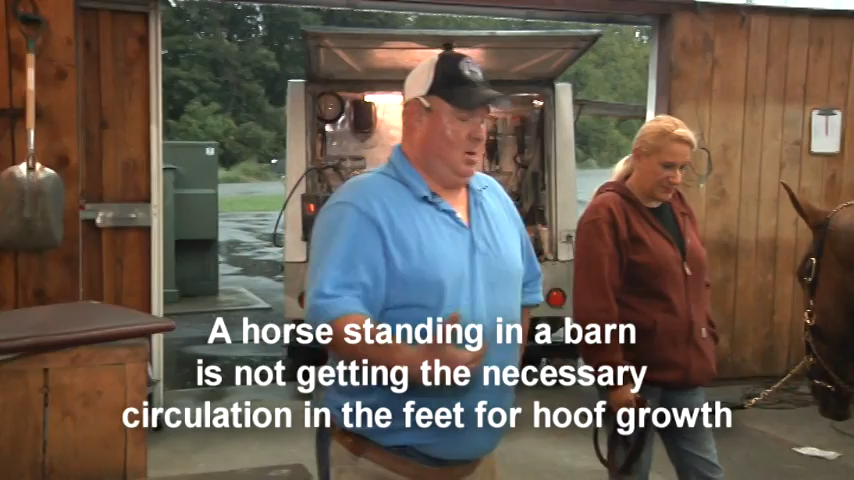 A horse standing in a barn
is not getting the necessary
circulation in the feet for hoof growth